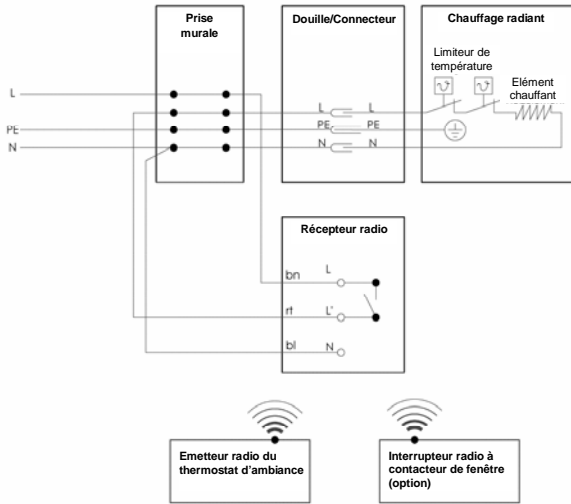 Prise
murale
Douille/Connecteur
Chauffage radiant
Limiteur de
température
Elément
chauffant
L
L
L
PE
PE
PE
N
N
N
Récepteur radio
bn
L
rt
L'
bl
N
Emetteur radio du
thermostat d'ambiance
Interrupteur radio à
contacteur de fenêtre
(option)